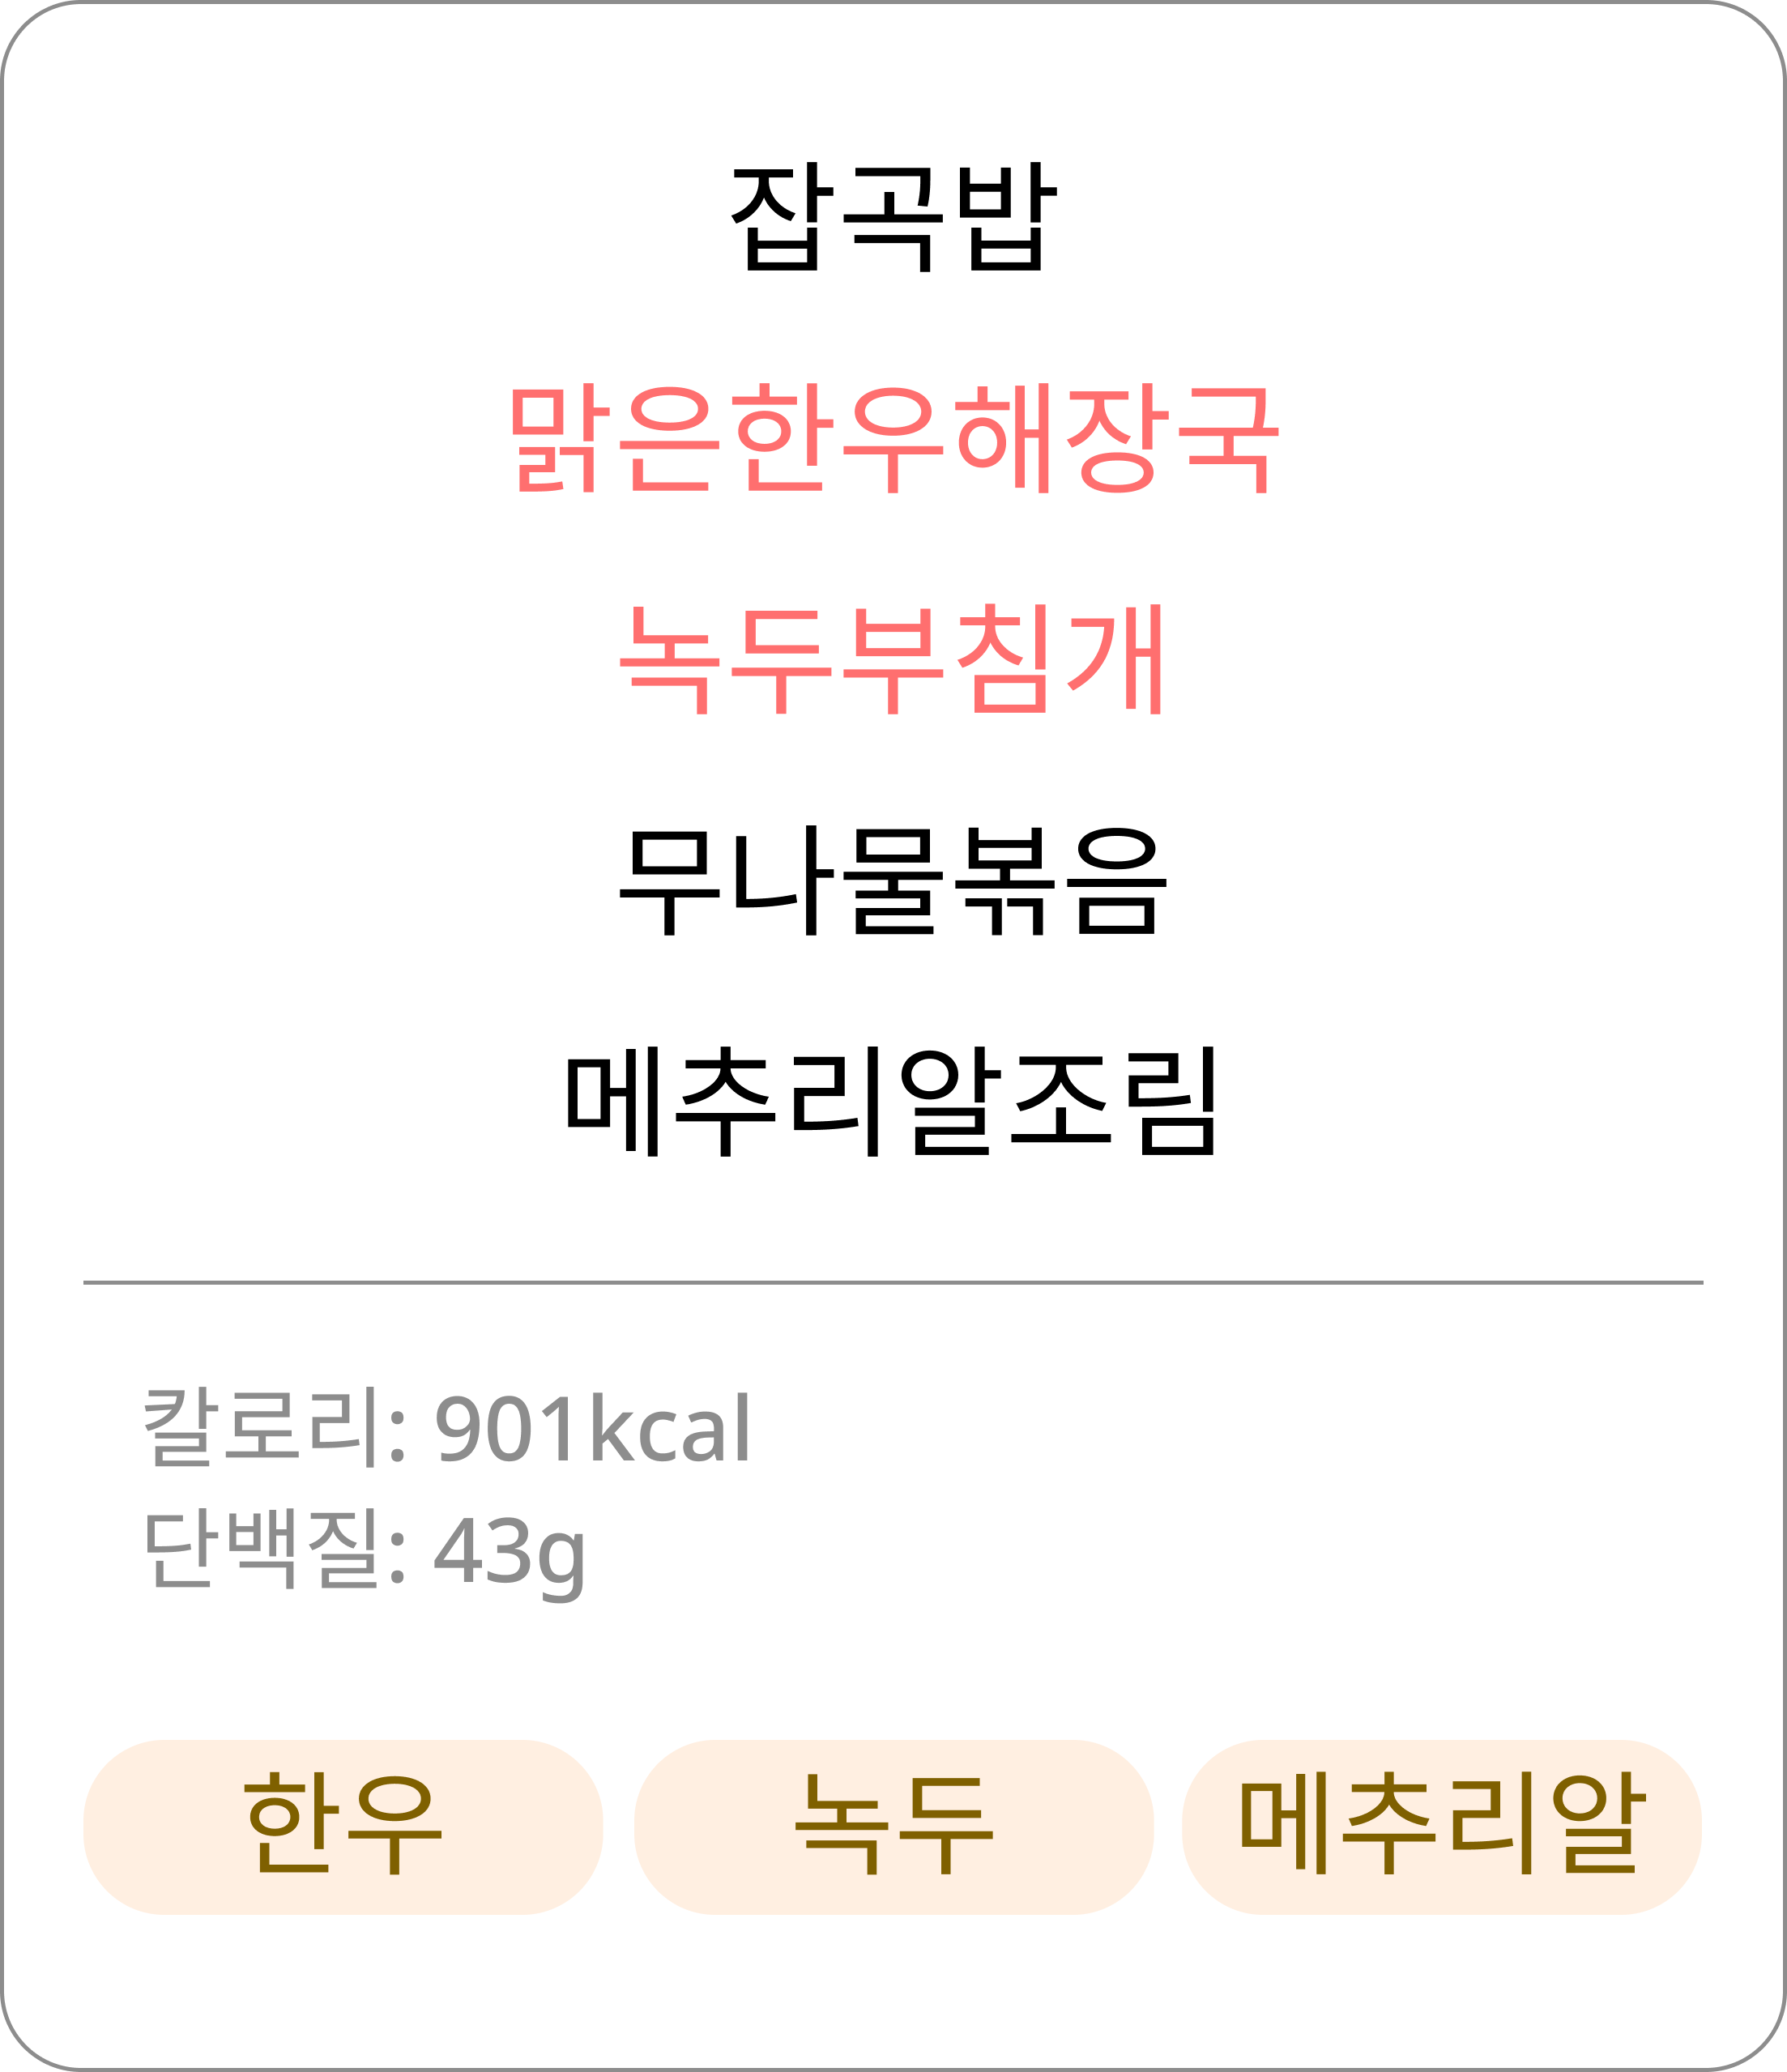 잡곡밥
맑은한우해장국
녹두부침개
무나물볶음
메추리알조림
칼로리: 901kcal
단백질: 43g
한우 녹두 메추리알